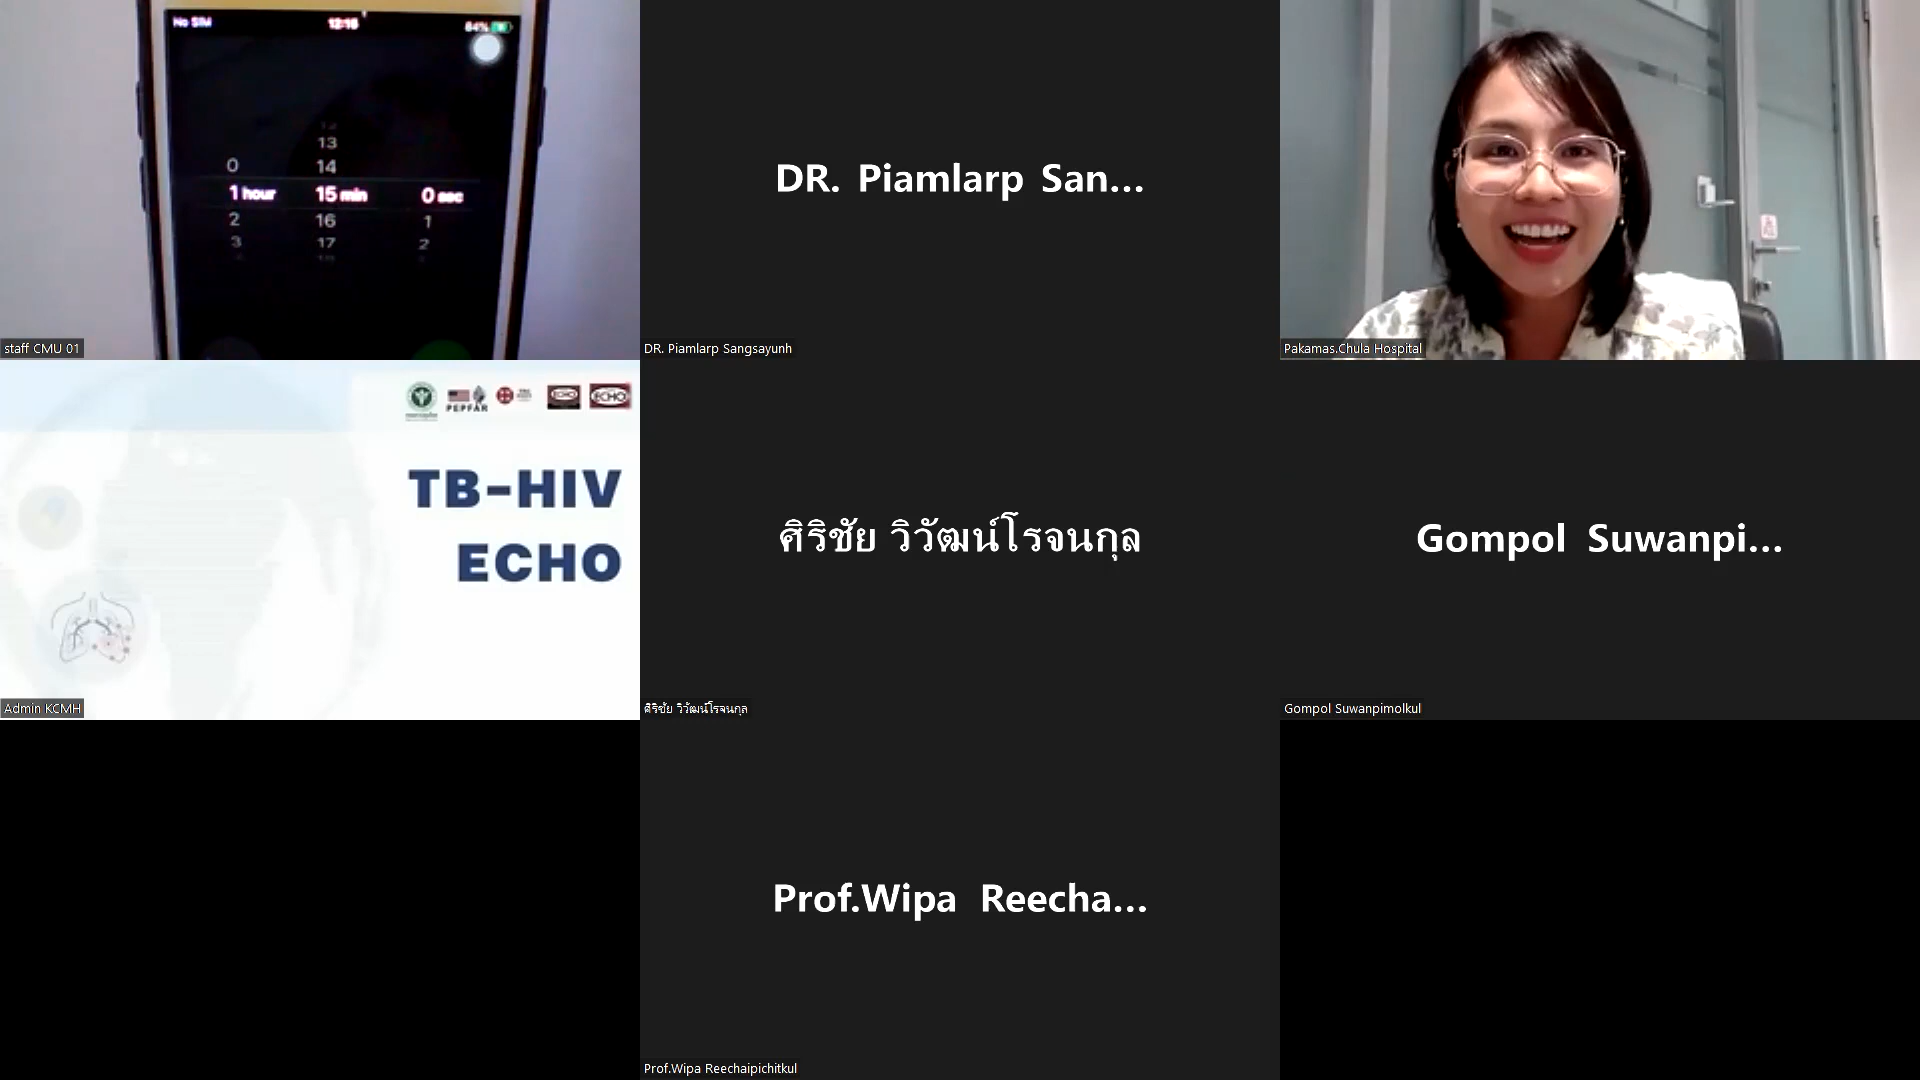 No SIM 12:15 84%
12
13
0 14
1 hour 15 min 0 sec
2 16 1
3 17 2
staff CMU 01
DR. Piamlarp San...
DR. Piamlarp Sangsayunh
Pakamas.Chula Hospital
PEPFAR
ECHO
ECHO
TB-HIV
ECHO
Admin KCMH
ศิริชัย วิวัฒน์โรจนกุล
ศิริชัย วิวัฒน์โรจนกุล
Gompol Suwanpi...
Gompol Suwanpimolkul
Prof.Wipa Reecha...
Prof.Wipa Reechaipichitkul